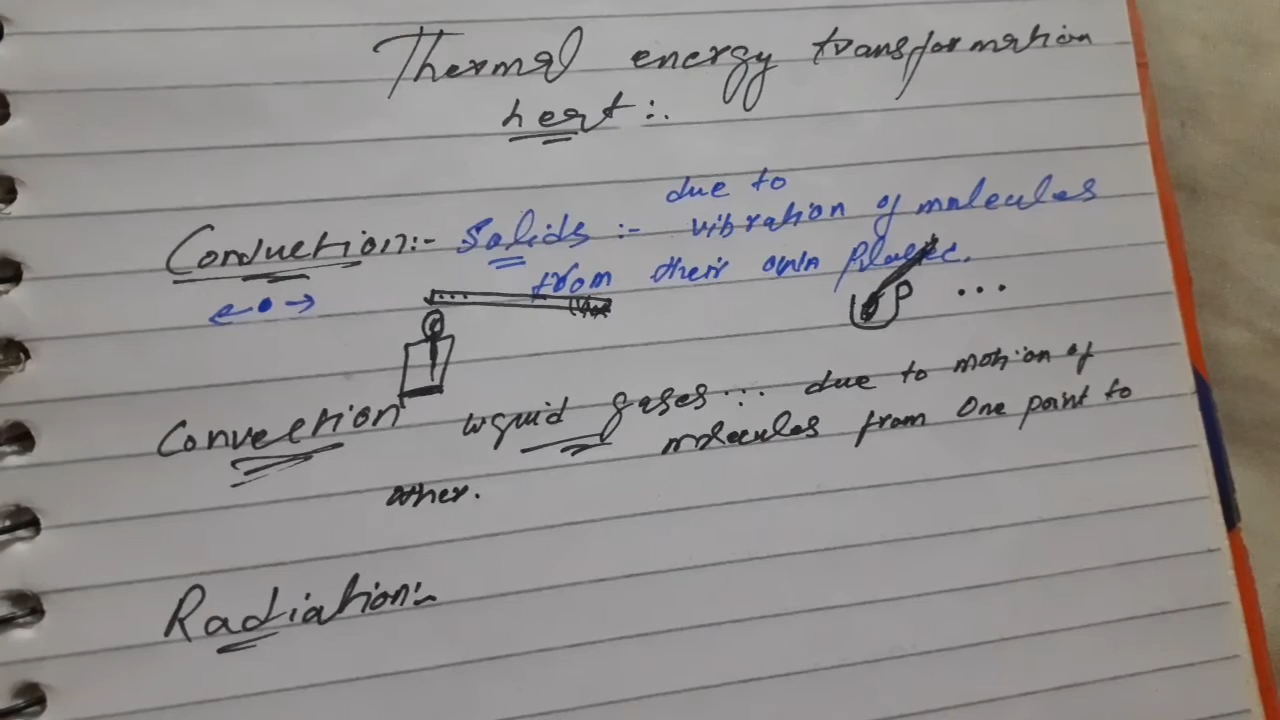 Thermal energy transformation
heat:.
due to
Conduction:- Solids :- vibration of molecules
from their own Places.
Convection liquid gases... due to motion of
molecules from One point to
other.
Radiation:-